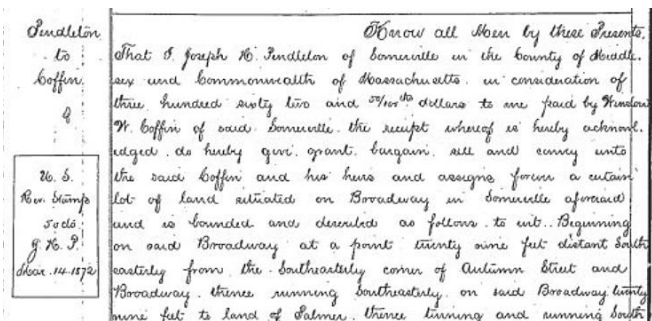 Pendleton
to
Coffin
U. S.
Rev. Stamps
50 cts
J. H. P.
Mar. 14. 1872
Know all Men by these Presents,
That I. Joseph H. Pendleton of Somerville in the County of Middle-
sex and Commonwealth of Massachusetts. in consideration of
three hundred sixty two and 50/100ths dollars to me paid by Winslow
W. Coffin of said Somerville. the receipt whereof is hereby acknowl-
edged. do hereby give. grant. bargain. sell and convey unto
the said Coffin and his heirs and assigns forever a certain
lot of land situated on Broadway in Somerville aforesaid
and is bounded and described as follows. to wit. Beginning
on said Broadway at a point twenty nine feet distant South
easterly from the Southeasterly corner of Autumn Street and
Broadway. thence running Southeasterly on said Broadway twenty
nine feet to land of Palmer. thence turning and running South